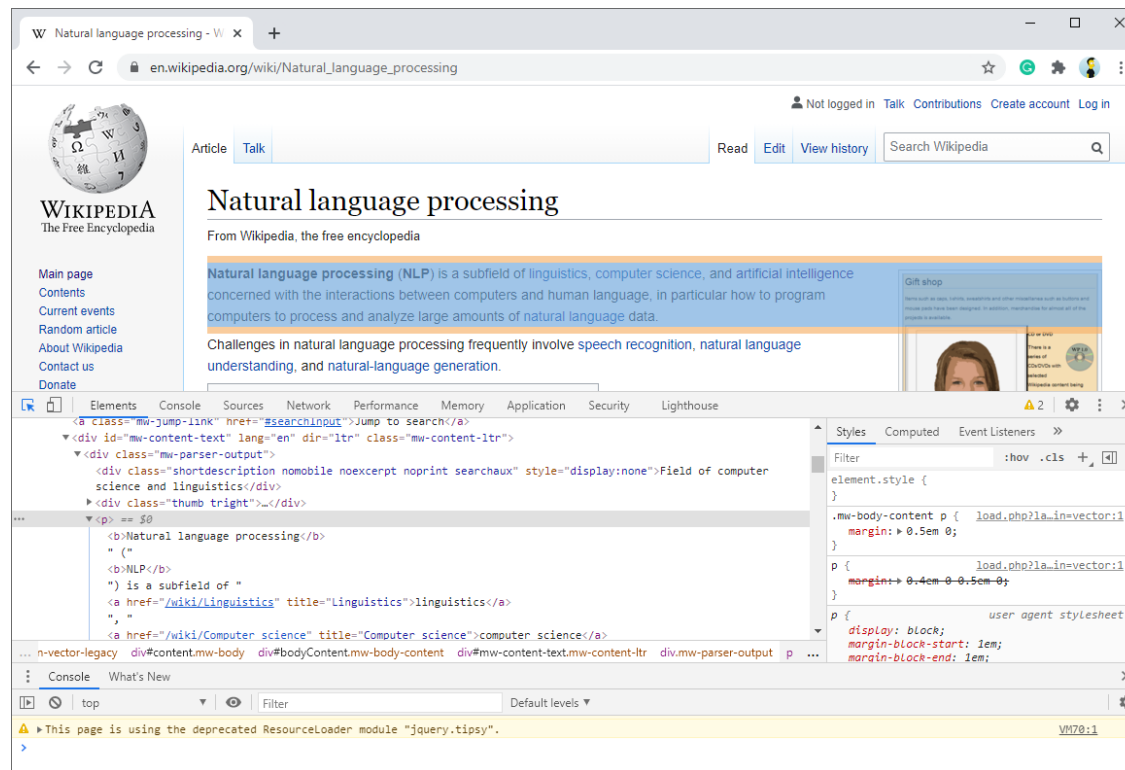 Natural language processing - W
en.wikipedia.org/wiki/Natural_language_processing
Not logged in Talk Contributions Create account Log in
Article Talk Read Edit View history Search Wikipedia
WIKIPEDIA
The Free Encyclopedia
Main page
Contents
Current events
Random article
About Wikipedia
Contact us
Donate
Natural language processing
From Wikipedia, the free encyclopedia
Natural language processing (NLP) is a subfield of linguistics, computer science, and artificial intelligence
concerned with the interactions between computers and human language, in particular how to program
computers to process and analyze large amounts of natural language data.
Challenges in natural language processing frequently involve speech recognition, natural language
understanding, and natural-language generation.
Gift shop
CD or DVD
There is a
series of
CDs/DVDs with
selected
Wikipedia content being
Elements Console Sources Network Performance Memory Application Security Lighthouse 2
<a class="mw-jump-link" href="#searchInput">Jump to search</a>
▼<div id="mw-content-text" lang="en" dir="ltr" class="mw-content-ltr">
▼<div class="mw-parser-output">
<div class="shortdescription nomobile noexcerpt noprint searchaux" style="display:none">Field of computer
science and linguistics</div>
▶<div class="thumb tright">…</div>
... ▼<p> == $0
<b>Natural language processing</b>
" ("
<b>NLP</b>
") is a subfield of "
<a href="/wiki/Linguistics" title="Linguistics">linguistics</a>
", "
<a href="/wiki/Computer_science" title="Computer science">computer science</a>
... n-vector-legacy div#content.mw-body div#bodyContent.mw-body-content div#mw-content-text.mw-content-ltr div.mw-parser-output p ...
Styles Computed Event Listeners »
Filter :hov .cls +
element.style {
}
.mw-body-content p { load.php?la…in=vector:1
margin: ▶ 0.5em 0;
}
p { load.php?la…in=vector:1
margin: ▶ 0.4em 0 0.5em 0;
}
p { user agent stylesheet
display: block;
margin-block-start: 1em;
margin-block-end: 1em;
Console What's New
top ▼ Filter Default levels ▼
▶This page is using the deprecated ResourceLoader module "jquery.tipsy". VM70:1
>